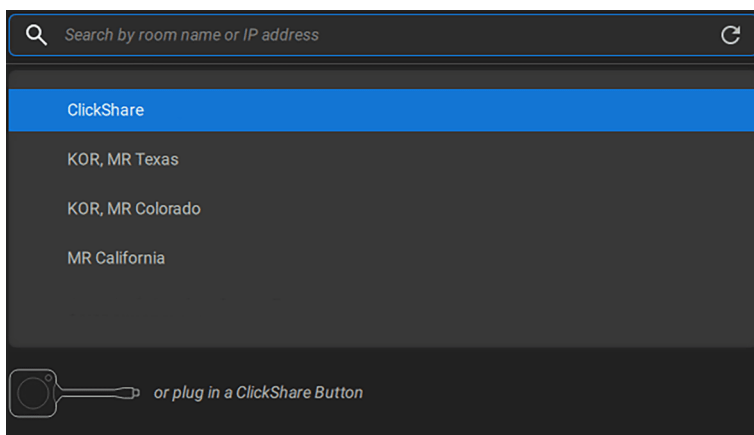 Search by room name or IP address
ClickShare
KOR, MR Texas
KOR, MR Colorado
MR California
or plug in a ClickShare Button